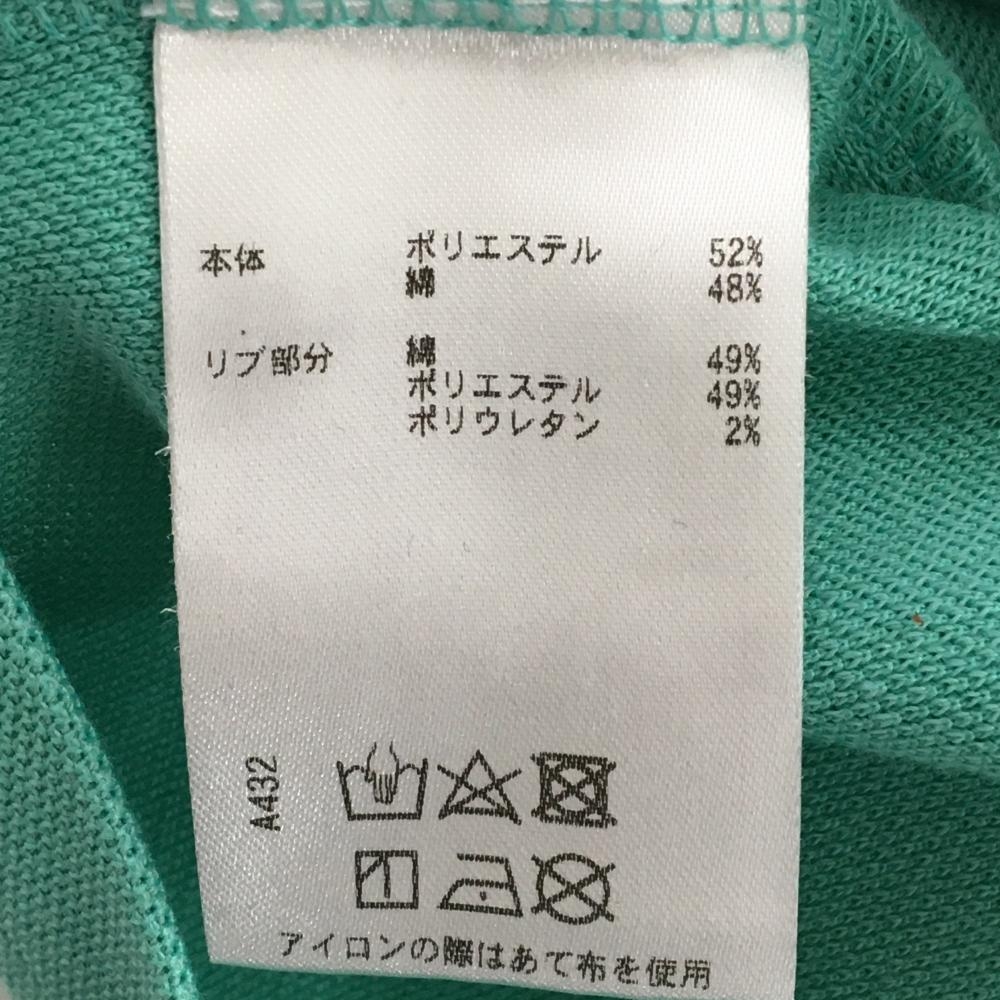 本体 ポリエステル 52%
綿 48%
リブ部分 綿 49%
ポリエステル 49%
ポリウレタン 2%
A432
アイロンの際はあて布を使用